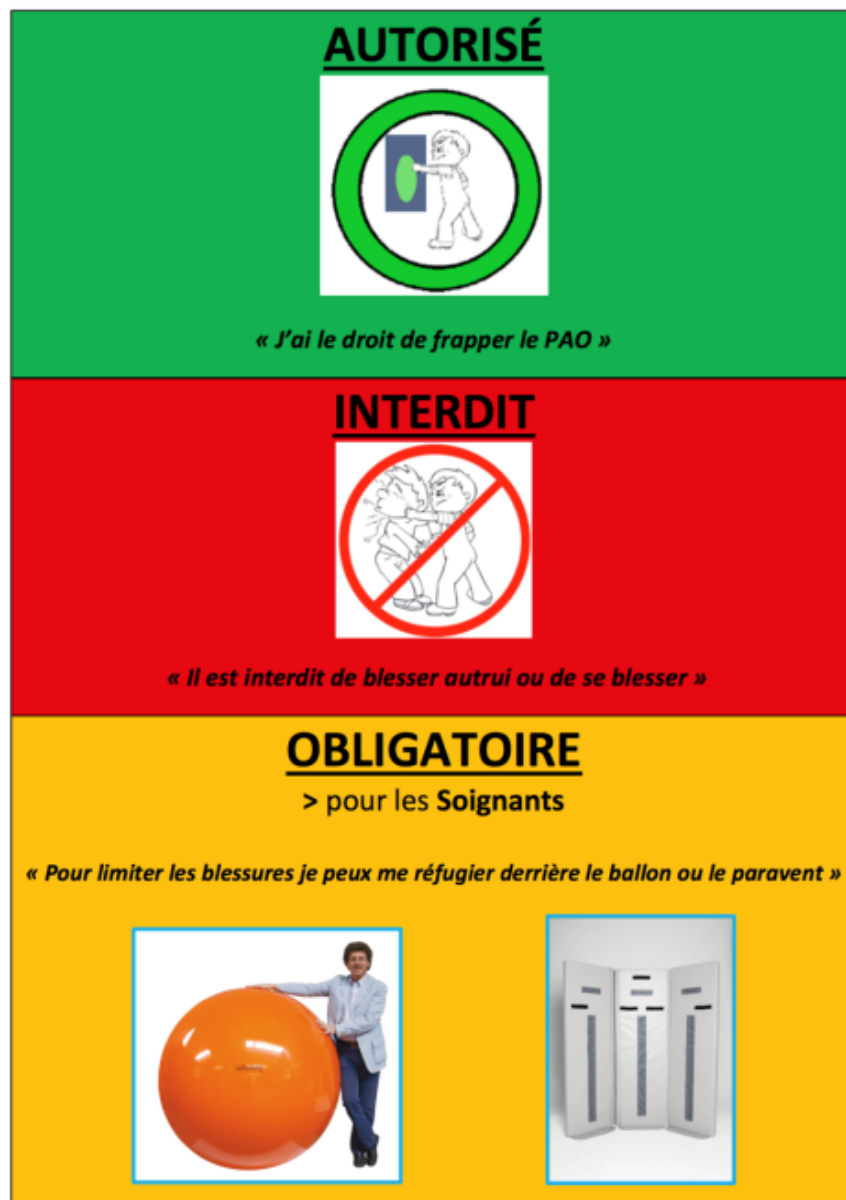 AUTORISÉ
« J’ai le droit de frapper le PAO »
INTERDIT
« Il est interdit de blesser autrui ou de se blesser »
OBLIGATOIRE
> pour les Soignants
« Pour limiter les blessures je peux me réfugier derrière le ballon ou le paravent »